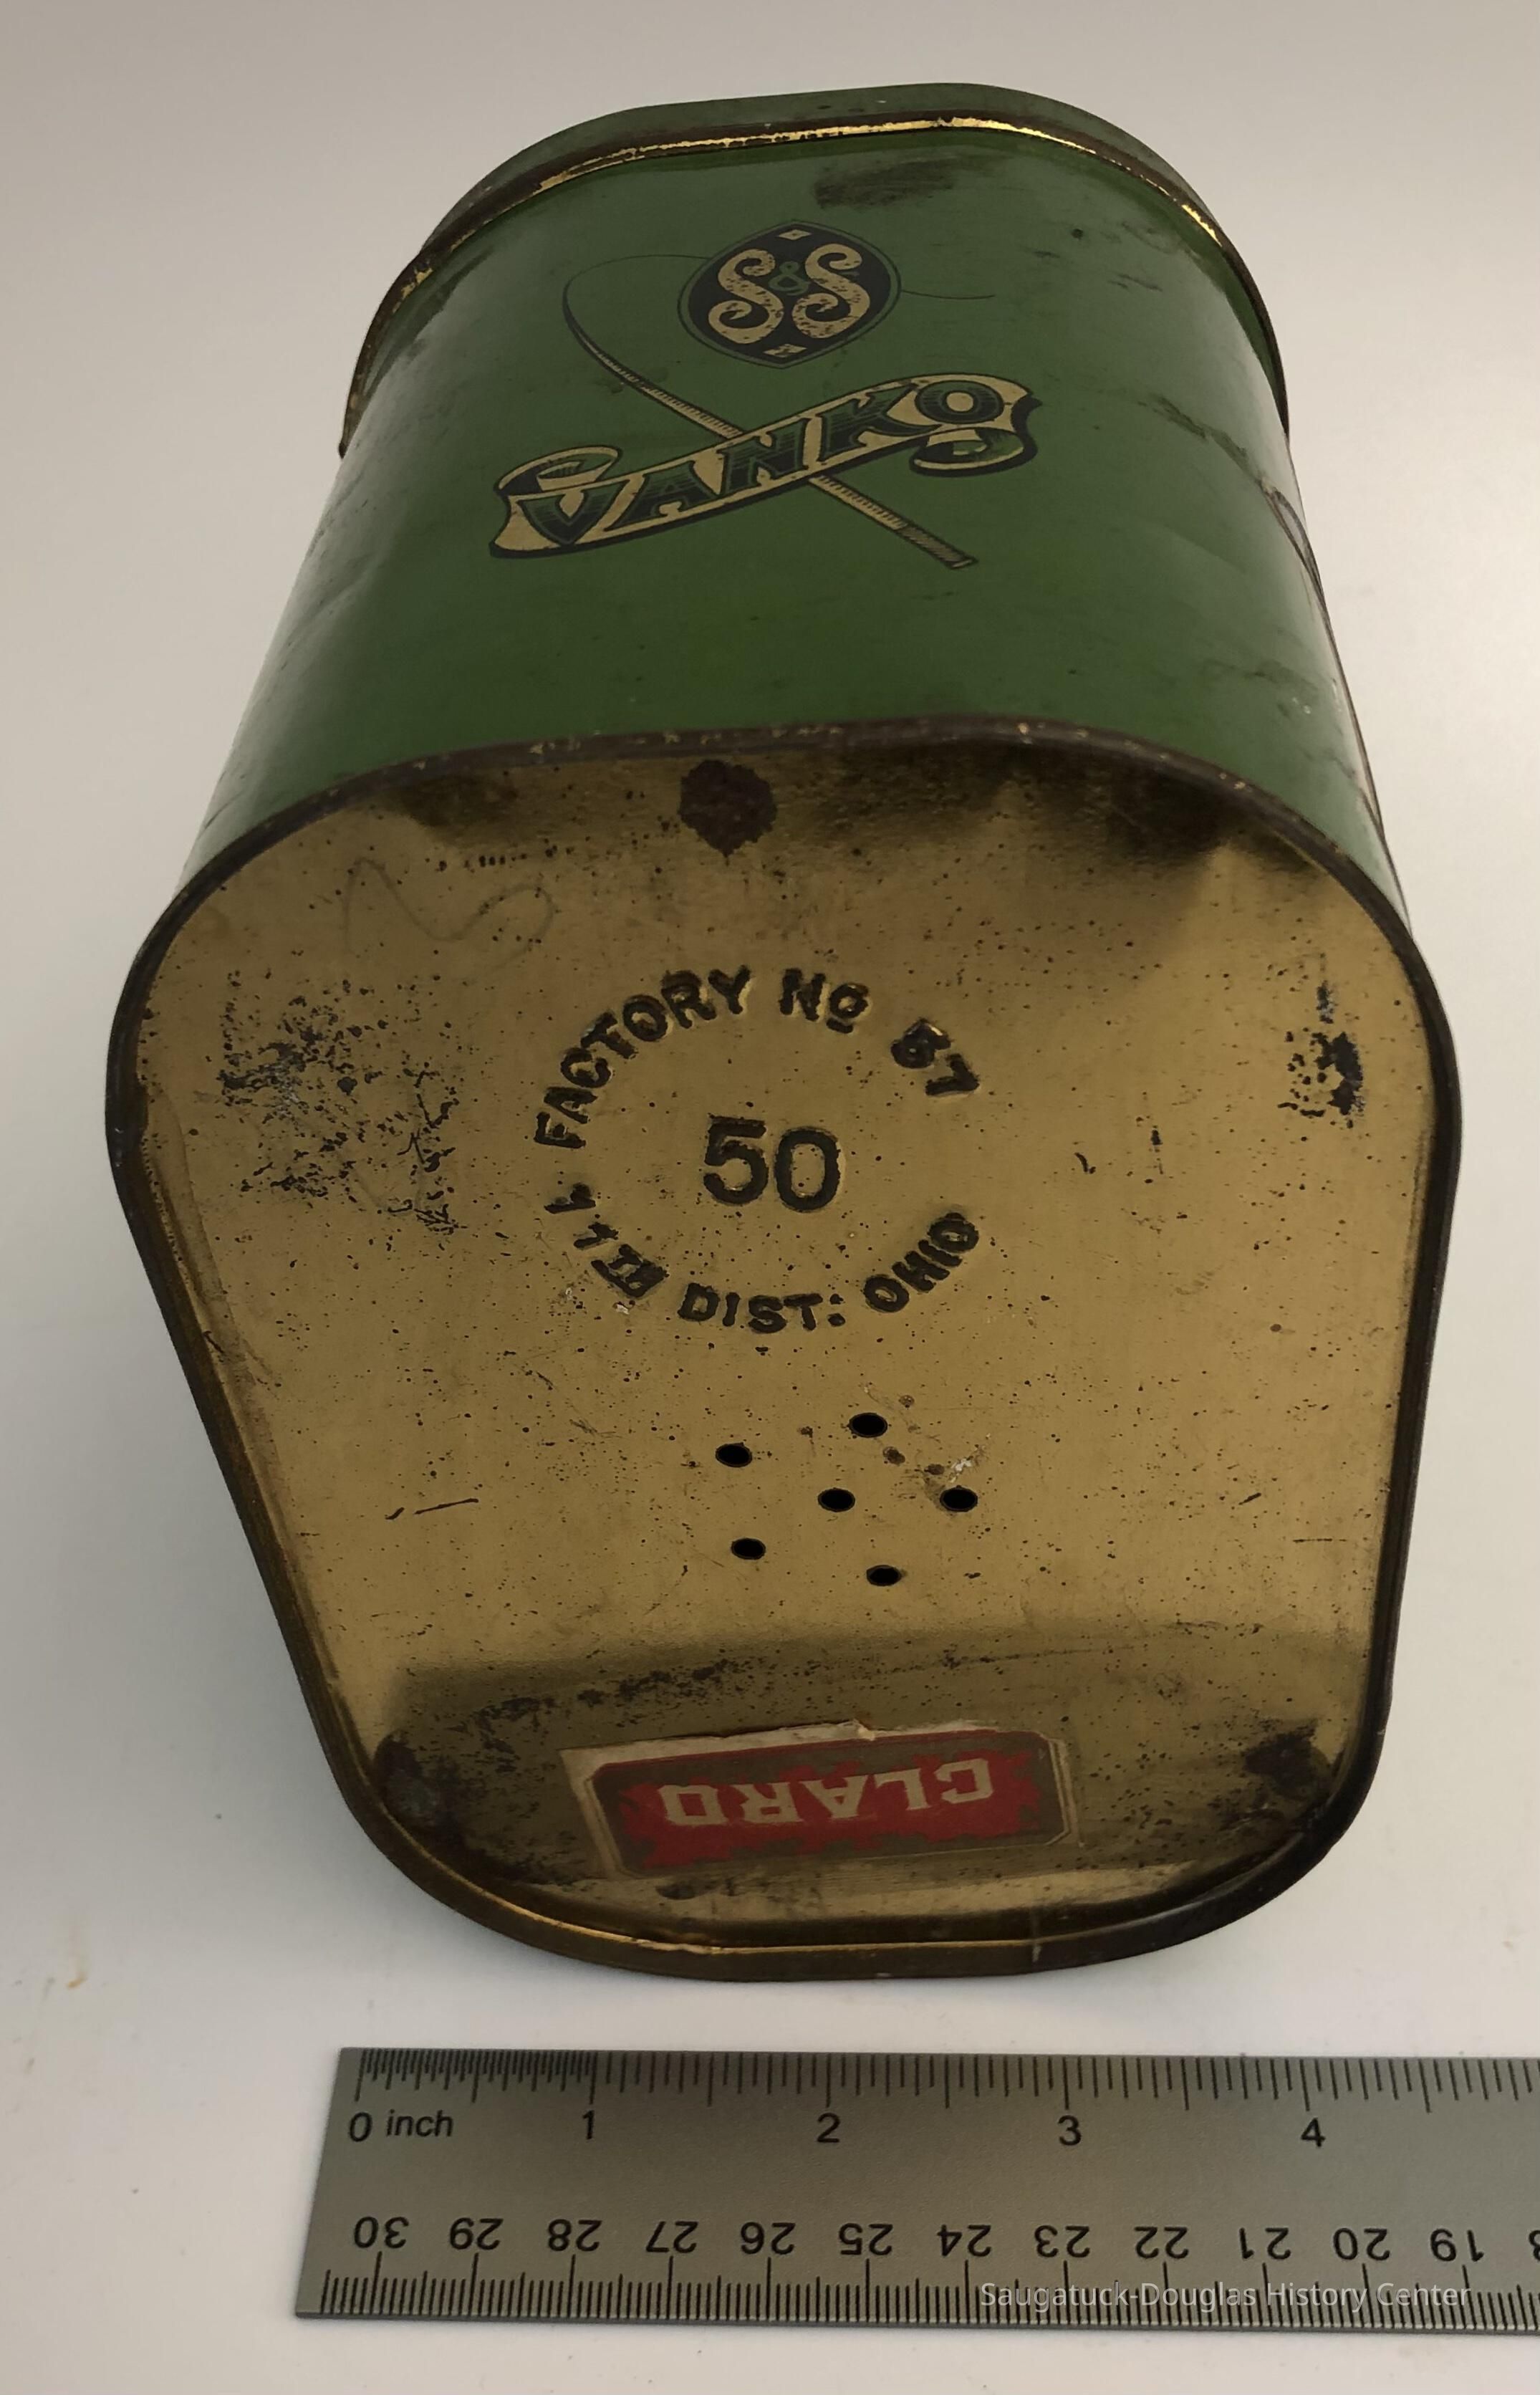 S&S
VANKO
FACTORY No 57
50
11TH DIST: OHIO
CLARO
0 inch 1 2 3 4
30 29 28 27 26 25 24 23 22 21 20 19
Saugatuck-Douglas History Center